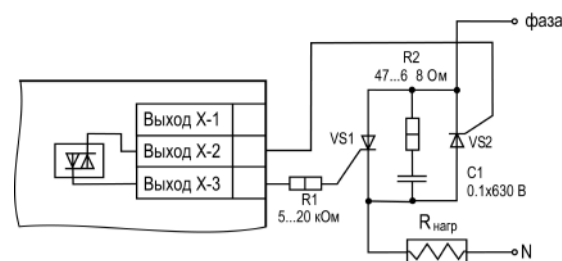 фаза
R2
47...6 8 Ом
Выход Х-1
Выход Х-2
Выход Х-3
VS1
VS2
C1
0.1x630 В
R1
5...20 кОм
Rнагр
N